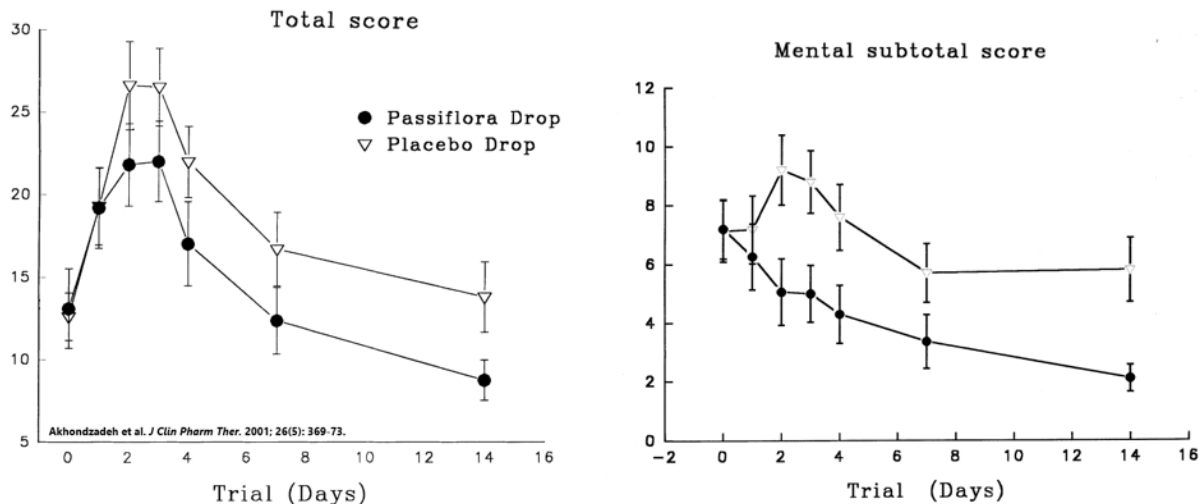 Total score
30
25
20
15
10
5
Passiflora Drop
Placebo Drop
Akhondzadeh et al. J Clin Pharm Ther. 2001; 26(5): 369-73.
0 2 4 6 8 10 12 14 16
Trial (Days)
Mental subtotal score
14
12
10
8
6
4
2
0
-2 0 2 4 6 8 10 12 14 16
Trial (Days)